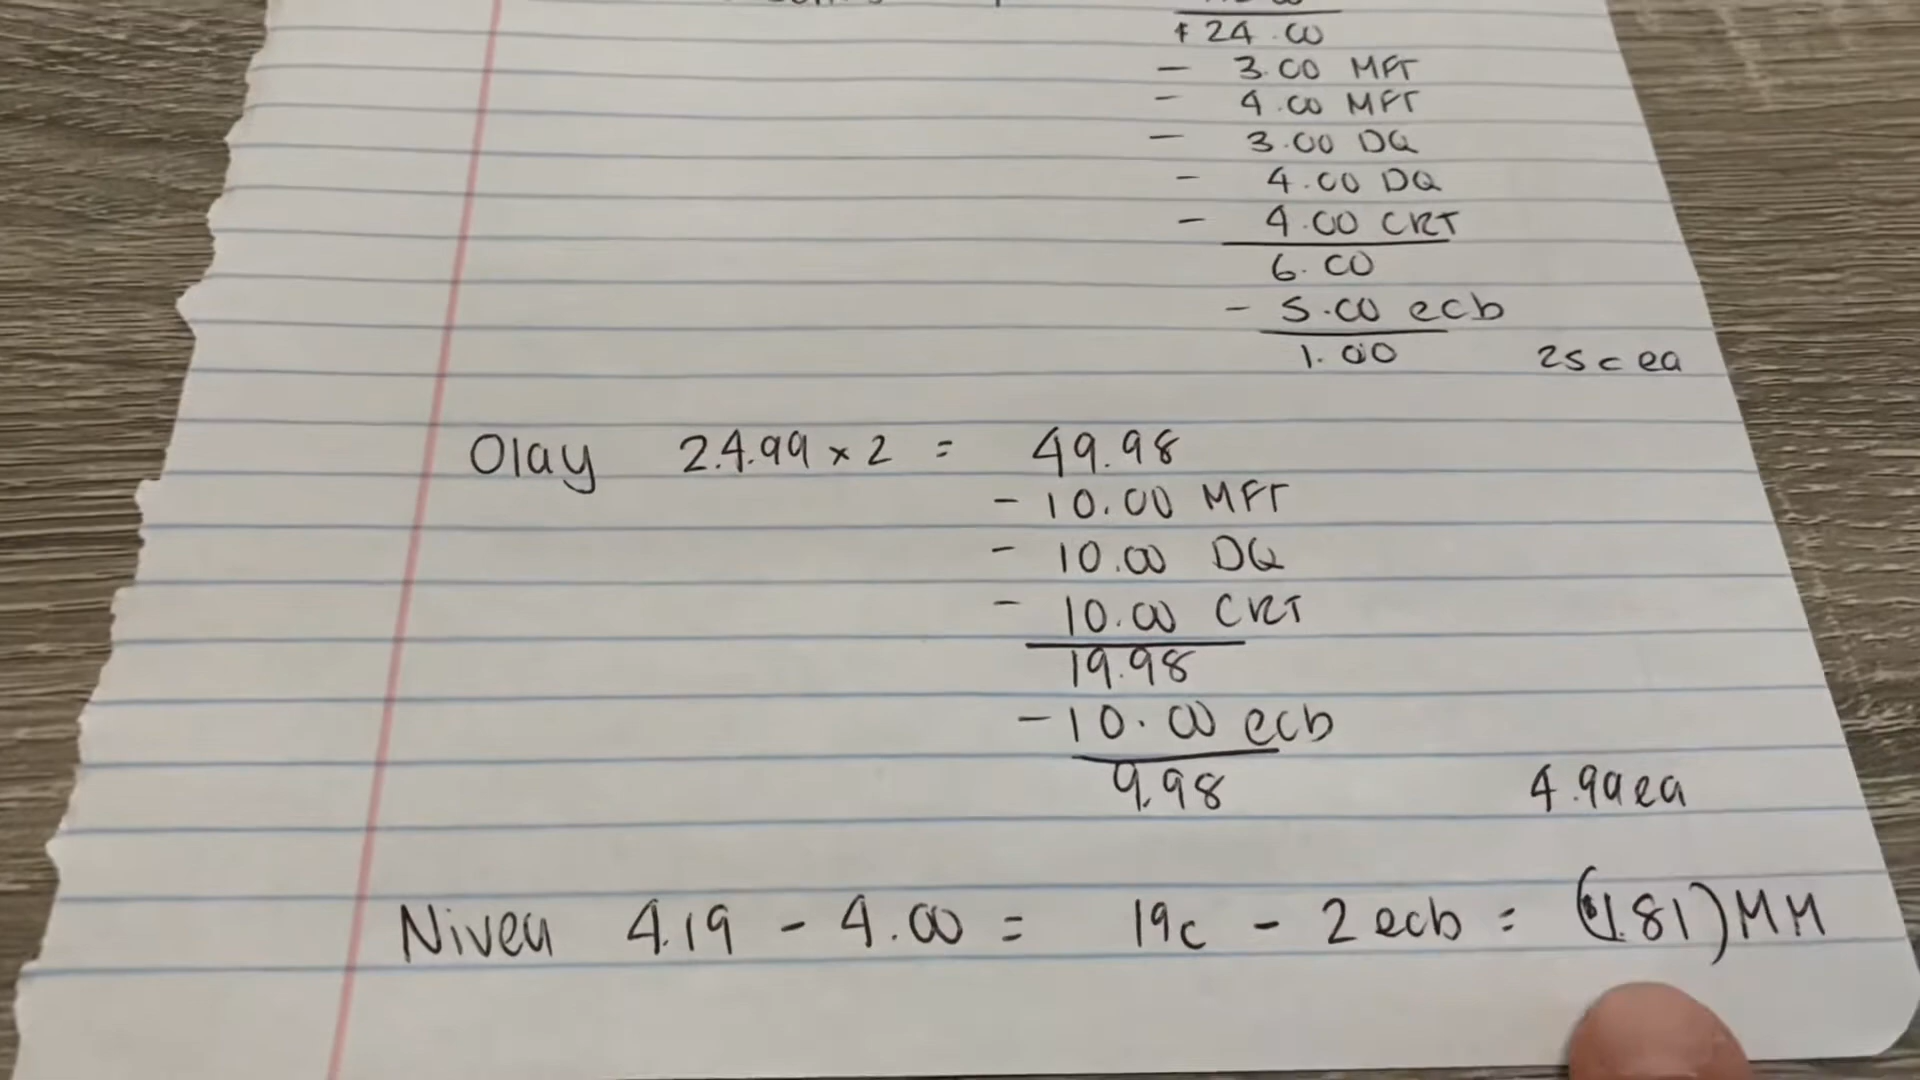 $24.00
- 3.00 MFT
- 4.00 MFT
- 3.00 DQ
- 4.00 DQ
- 4.00 CRT
6.00
- 5.00 ecb
1.00 25c ea
Olay 24.99 x 2 = 49.98
- 10.00 MFT
- 10.00 DQ
- 10.00 CRT
19.98
- 10.00 ecb
9.98 4.99 ea
Nivea 4.19 - 4.00 = 19c - 2 ecb = (1.81) MM